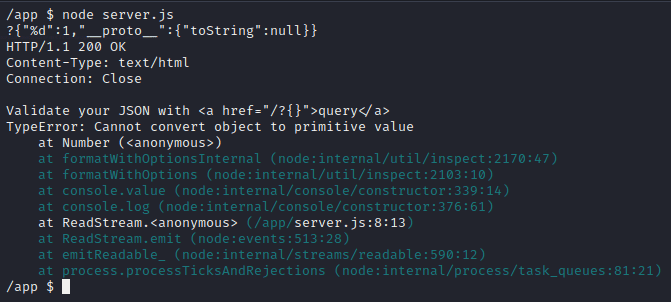 /app $ node server.js
?{"%d":1,"__proto__":{"toString":null}}
HTTP/1.1 200 OK
Content-Type: text/html
Connection: Close

Validate your JSON with <a href="/?{}">query</a>
TypeError: Cannot convert object to primitive value
    at Number (<anonymous>)
    at formatWithOptionsInternal (node:internal/util/inspect:2170:47)
    at formatWithOptions (node:internal/util/inspect:2103:10)
    at console.value (node:internal/console/constructor:339:14)
    at console.log (node:internal/console/constructor:376:61)
    at ReadStream.<anonymous> (/app/server.js:8:13)
    at ReadStream.emit (node:events:513:28)
    at emitReadable_ (node:internal/streams/readable:590:12)
    at process.processTicksAndRejections (node:internal/process/task_queues:81:21)
/app $